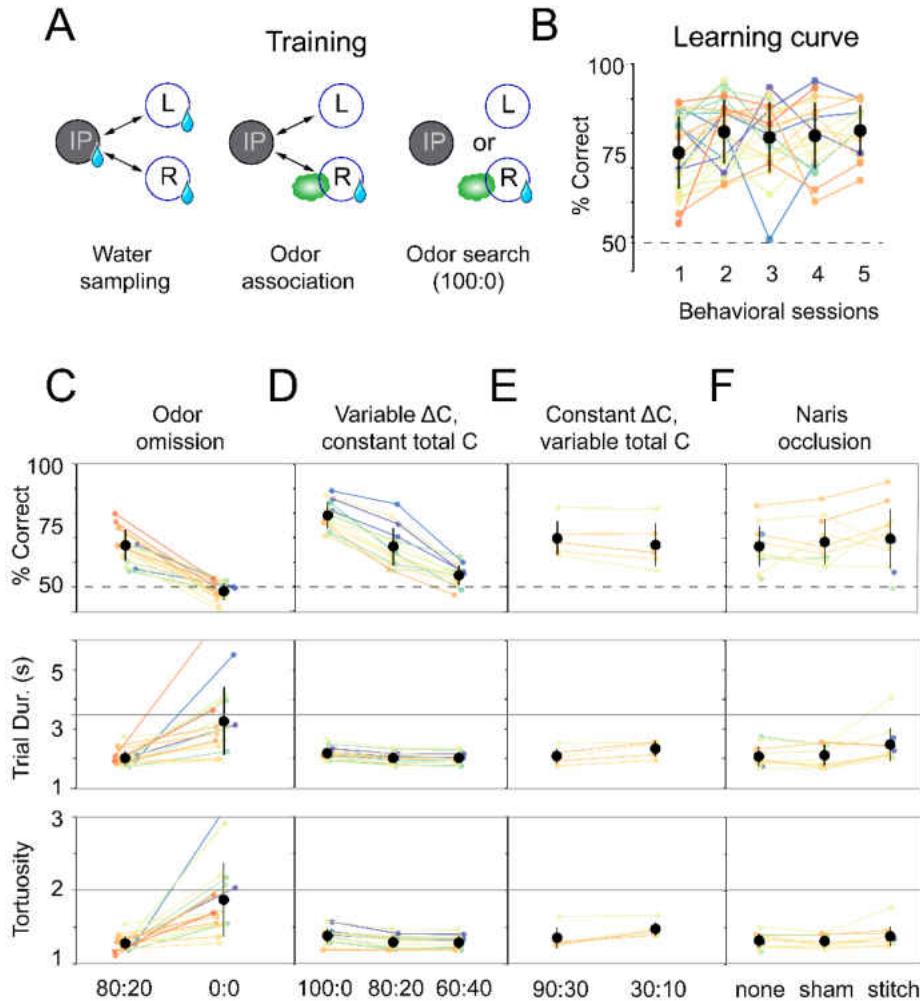 A
Training
IP
L
R
IP
L
R
IP
L
or
R
Water
sampling
Odor
association
Odor search
(100:0)
B
Learning curve
100
75
50
% Correct
1 2 3 4 5
Behavioral sessions
C
Odor
omission
D
Variable ΔC,
constant total C
E
Constant ΔC,
variable total C
F
Naris
occlusion
% Correct
100
75
50
Trial Dur. (s)
5
3
1
Tortuosity
3
2
1
80:20 0:0
100:0 80:20 60:40
90:30 30:10
none sham stitch